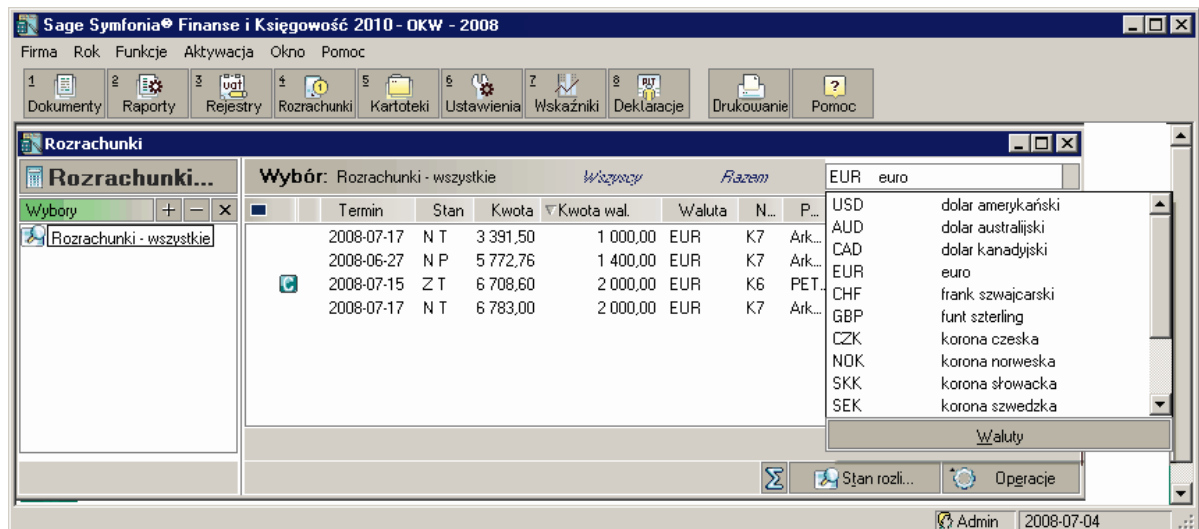 Sage Symfonia® Finanse i Księgowość 2010 - OKW - 2008
Firma Rok Funkcje Aktywacja Okno Pomoc
1 Dokumenty 2 Raporty 3 Rejestry 4 Rozrachunki 5 Kartoteki 6 Ustawienia 7 Wskaźniki 8 Deklaracje Drukowanie Pomoc
Rozrachunki
Rozrachunki... Wybór: Rozrachunki - wszystkie Wszyscy Razem EUR euro
Wybory Termin Stan Kwota Kwota wal. Waluta N... P...
Rozrachunki - wszystkie
2008-07-17 N T 3 391,50 1 000,00 EUR K7 Ark...
2008-06-27 N P 5 772,76 1 400,00 EUR K7 Ark...
2008-07-15 Z T 6 708,60 2 000,00 EUR K6 PET...
2008-07-17 N T 6 783,00 2 000,00 EUR K7 Ark...
USD dolar amerykański
AUD dolar australijski
CAD dolar kanadyjski
EUR euro
CHF frank szwajcarski
GBP funt szterling
CZK korona czeska
NOK korona norweska
SKK korona słowacka
SEK korona szwedzka
Waluty
Stan rozli... Operacje
Admin 2008-07-04